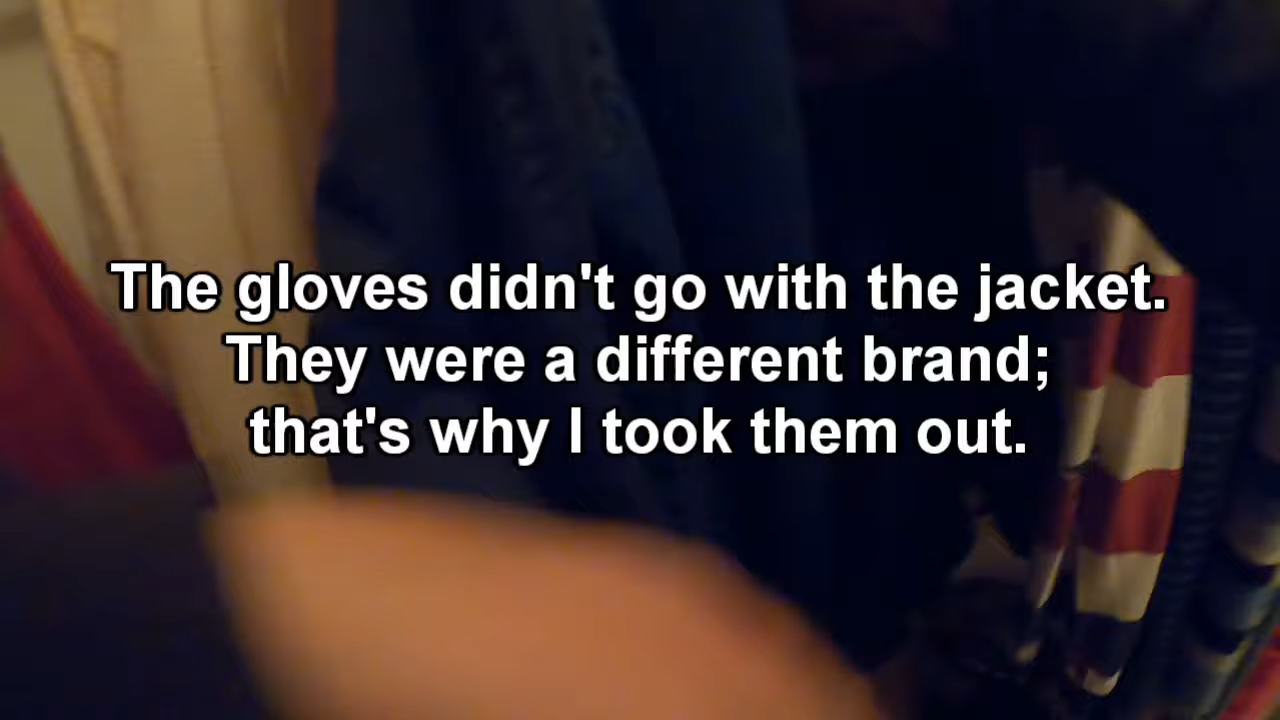 The gloves didn't go with the jacket.
They were a different brand;
that's why I took them out.